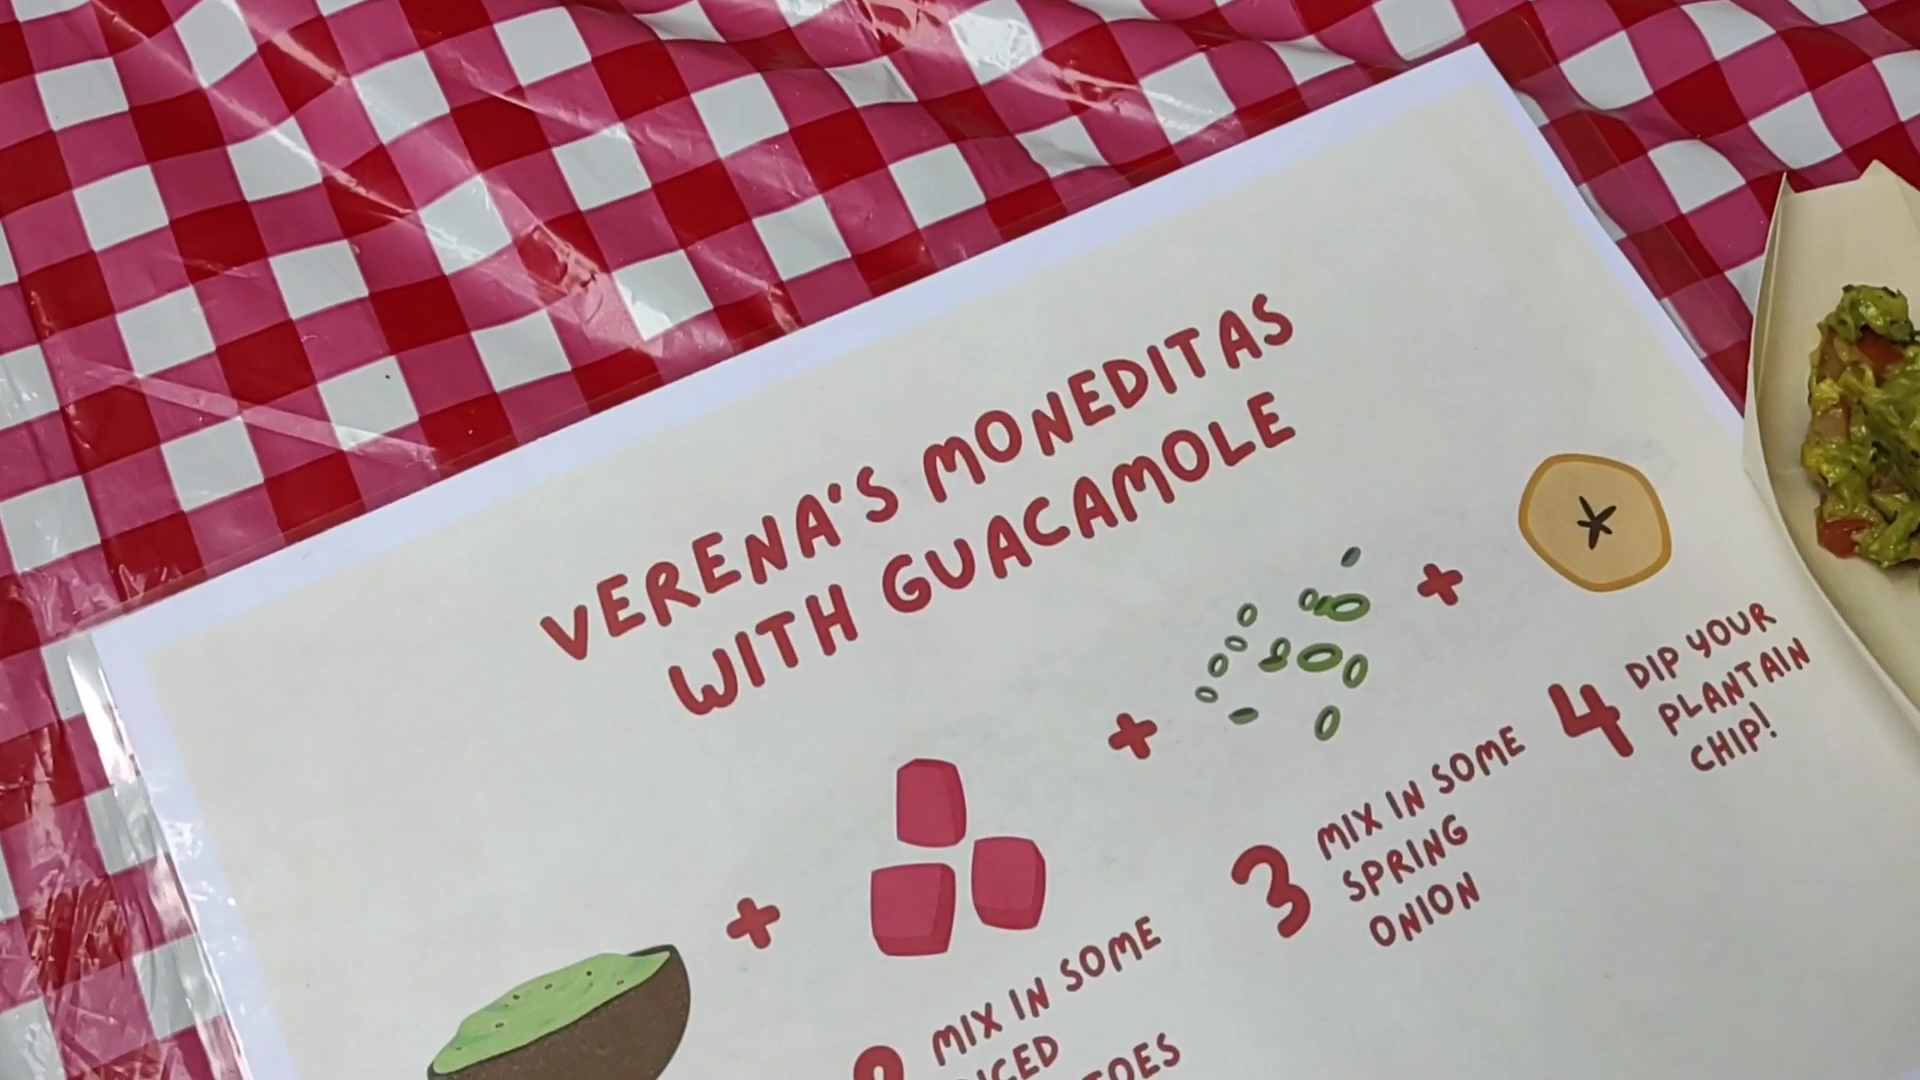 VERENA'S MONEDITAS
WITH GUACAMOLE
MIX IN SOME
3 MIX IN SOME
SPRING
ONION
4 DIP YOUR
PLANTAIN
CHIP!